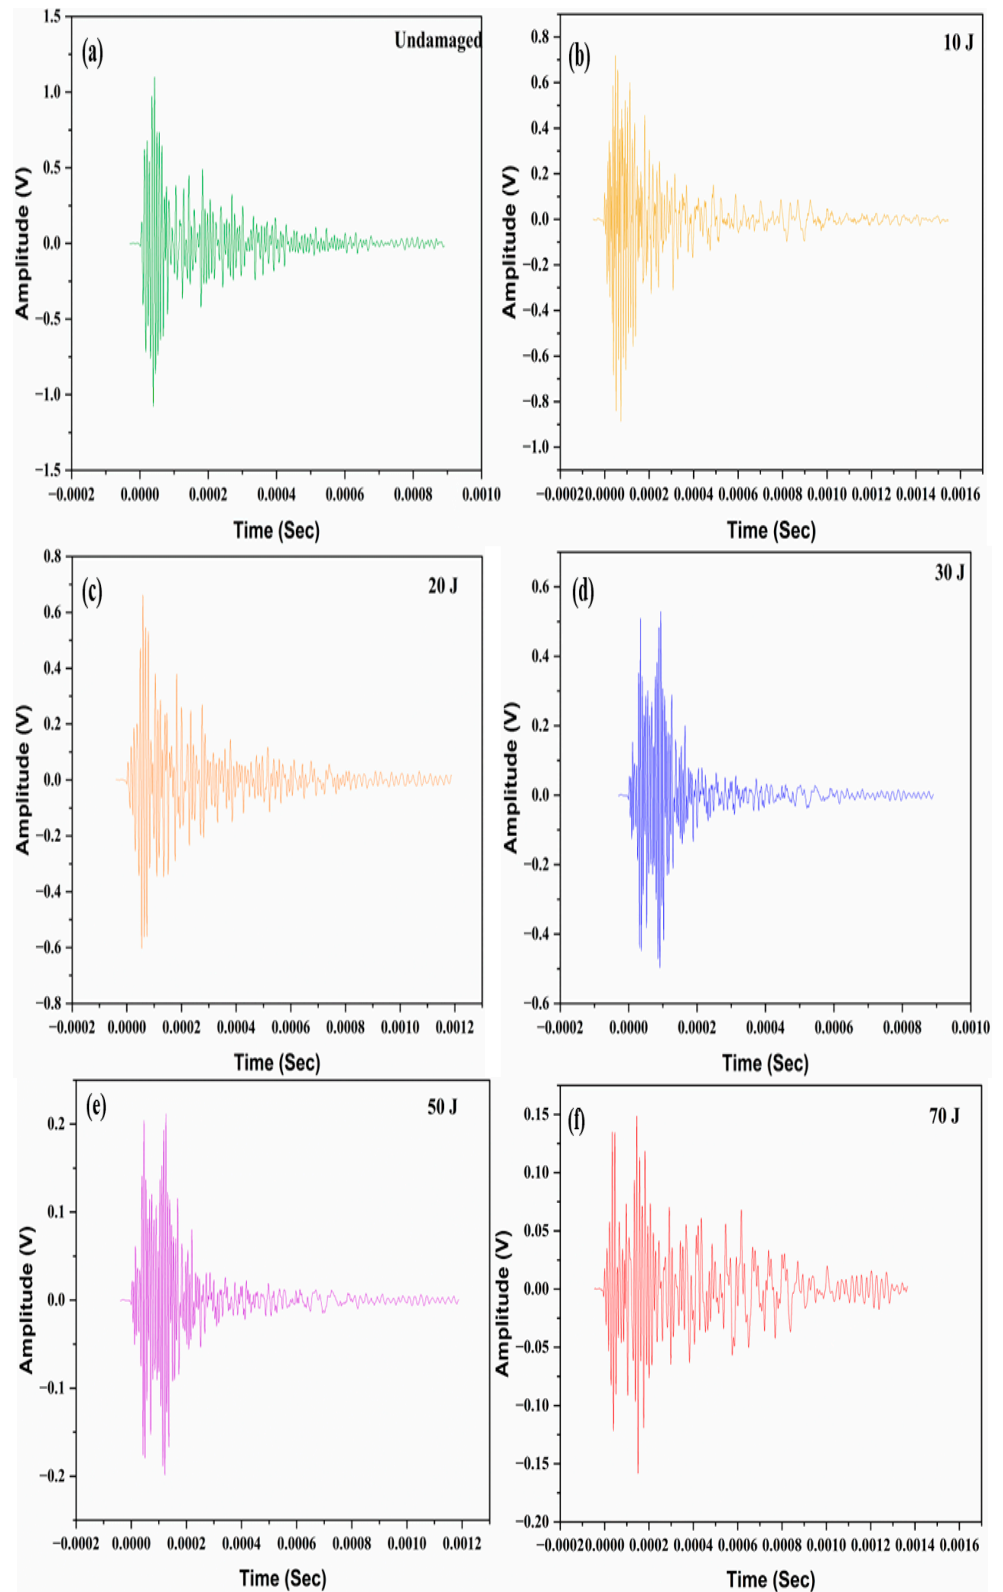 (a)
Undamaged
1.5
1.0
0.5
0.0
−0.5
−1.0
−1.5
Amplitude (V)
−0.0002 0.0000 0.0002 0.0004 0.0006 0.0008 0.0010
Time (Sec)
(b)
10 J
0.8
0.6
0.4
0.2
0.0
−0.2
−0.4
−0.6
−0.8
−1.0
Amplitude (V)
−0.0002 0.0000 0.0002 0.0004 0.0006 0.0008 0.0010 0.0012 0.0014 0.0016
Time (Sec)
(c)
20 J
0.8
0.6
0.4
0.2
0.0
−0.2
−0.4
−0.6
−0.8
Amplitude (V)
−0.0002 0.0000 0.0002 0.0004 0.0006 0.0008 0.0010 0.0012
Time (Sec)
(d)
30 J
0.6
0.4
0.2
0.0
−0.2
−0.4
−0.6
Amplitude (V)
−0.0002 0.0000 0.0002 0.0004 0.0006 0.0008 0.0010
Time (Sec)
(e)
50 J
0.2
0.1
0.0
−0.1
−0.2
Amplitude (V)
−0.0002 0.0000 0.0002 0.0004 0.0006 0.0008 0.0010 0.0012
Time (Sec)
(f)
70 J
0.15
0.10
0.05
0.00
−0.05
−0.10
−0.15
−0.20
Amplitude (V)
−0.0002 0.0000 0.0002 0.0004 0.0006 0.0008 0.0010 0.0012 0.0014 0.0016
Time (Sec)